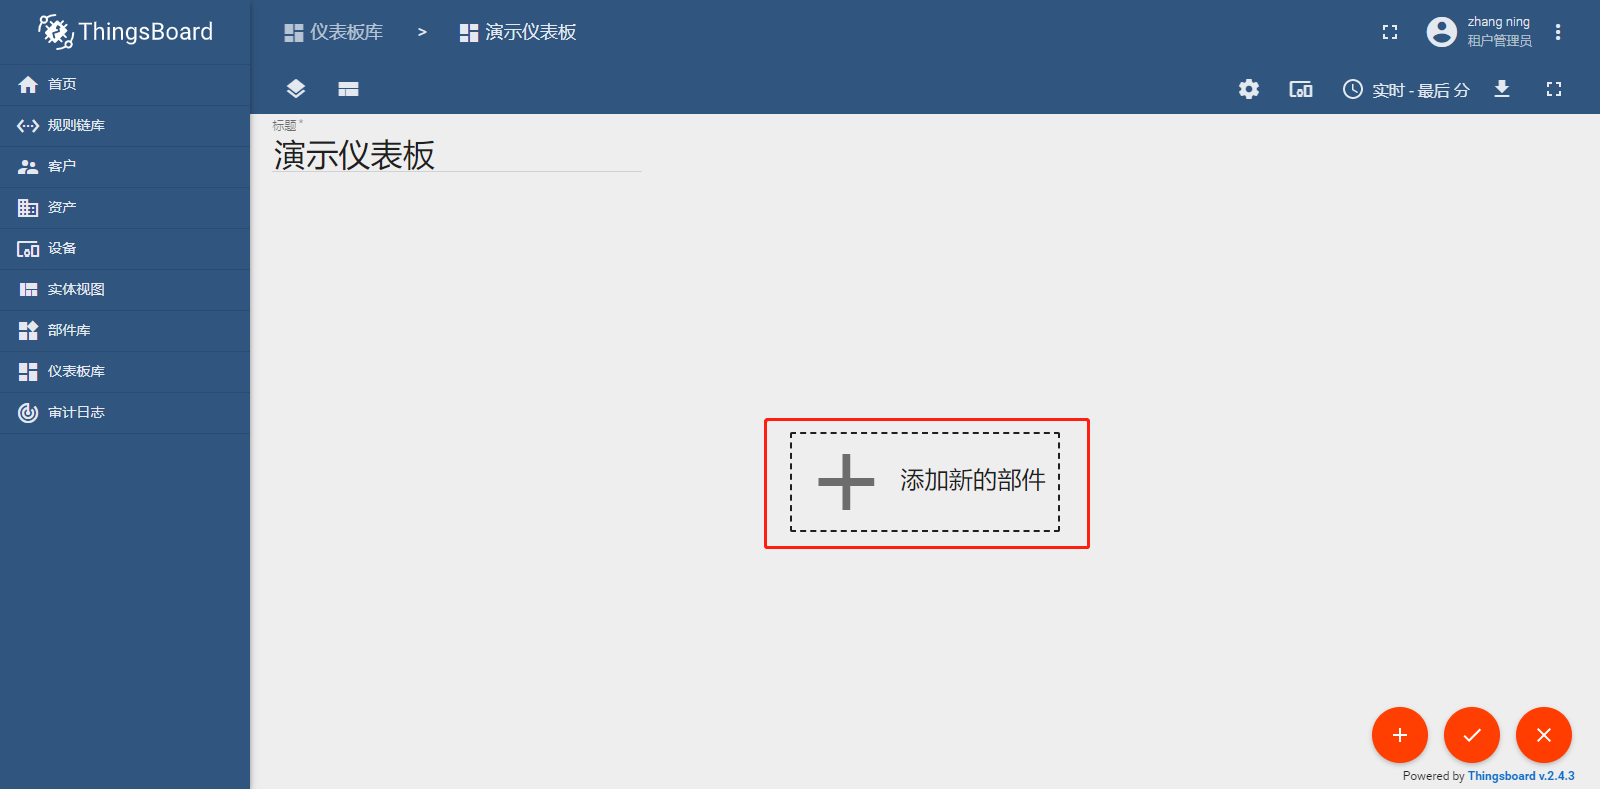 ThingsBoard
仪表板库 > 演示仪表板
zhang ning
租户管理员
实时 - 最后 分
首页
规则链库
客户
资产
设备
实体视图
部件库
仪表板库
审计日志
标题 *
演示仪表板
添加新的部件
Powered by Thingsboard v.2.4.3